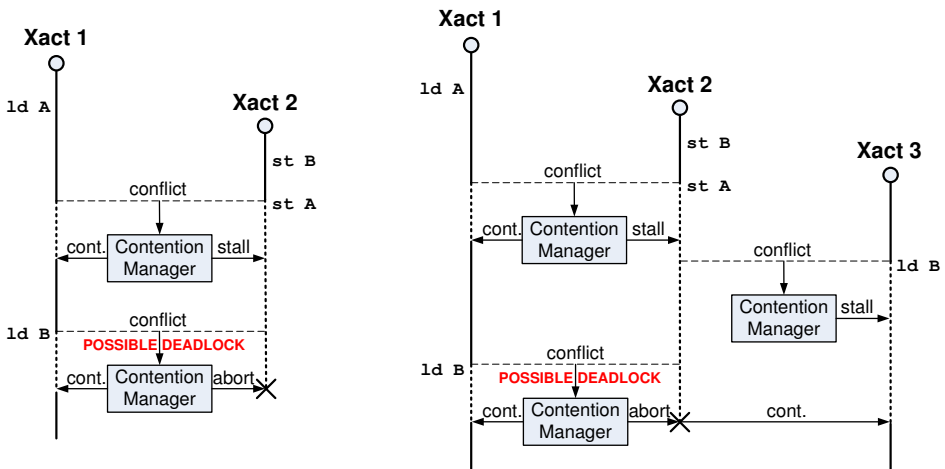 Xact 1
ld A
Xact 2
st B
conflict
st A
cont.
Contention
Manager
stall
ld B
conflict
POSSIBLE DEADLOCK
cont.
Contention
Manager
abort
Xact 1
ld A
Xact 2
st B
Xact 3
conflict
st A
cont.
Contention
Manager
stall
conflict
ld B
Contention
Manager
stall
ld B
conflict
POSSIBLE DEADLOCK
cont.
Contention
Manager
abort
cont.